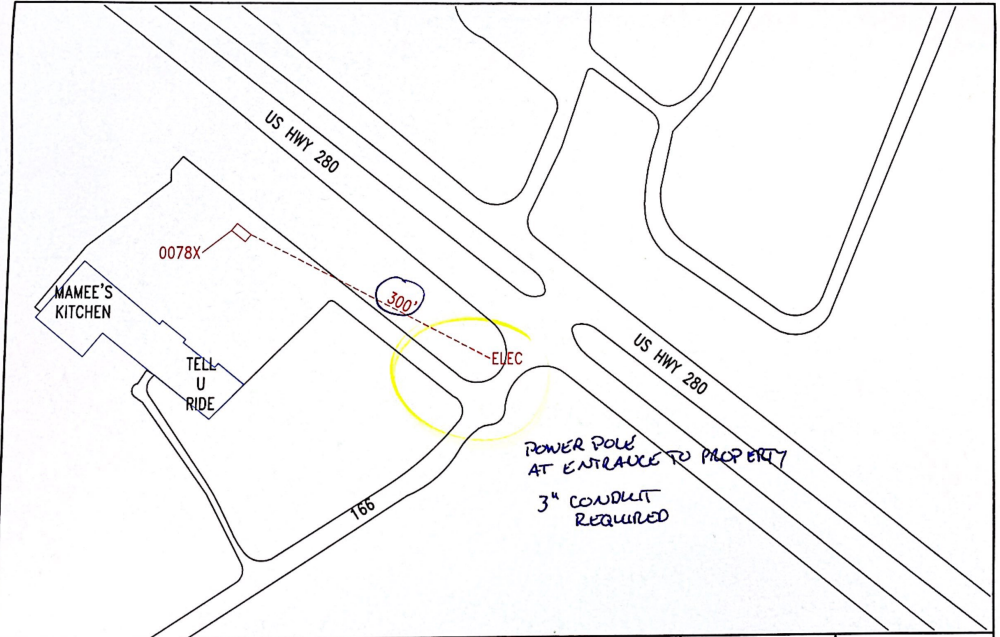 US HWY 280
0078X
MAMEE'S
KITCHEN
300'
ELEC
TELL
U
RIDE
US HWY 280
POWER POLE
AT ENTRANCE TO PROPERTY
3" CONDUIT
REQUIRED
166